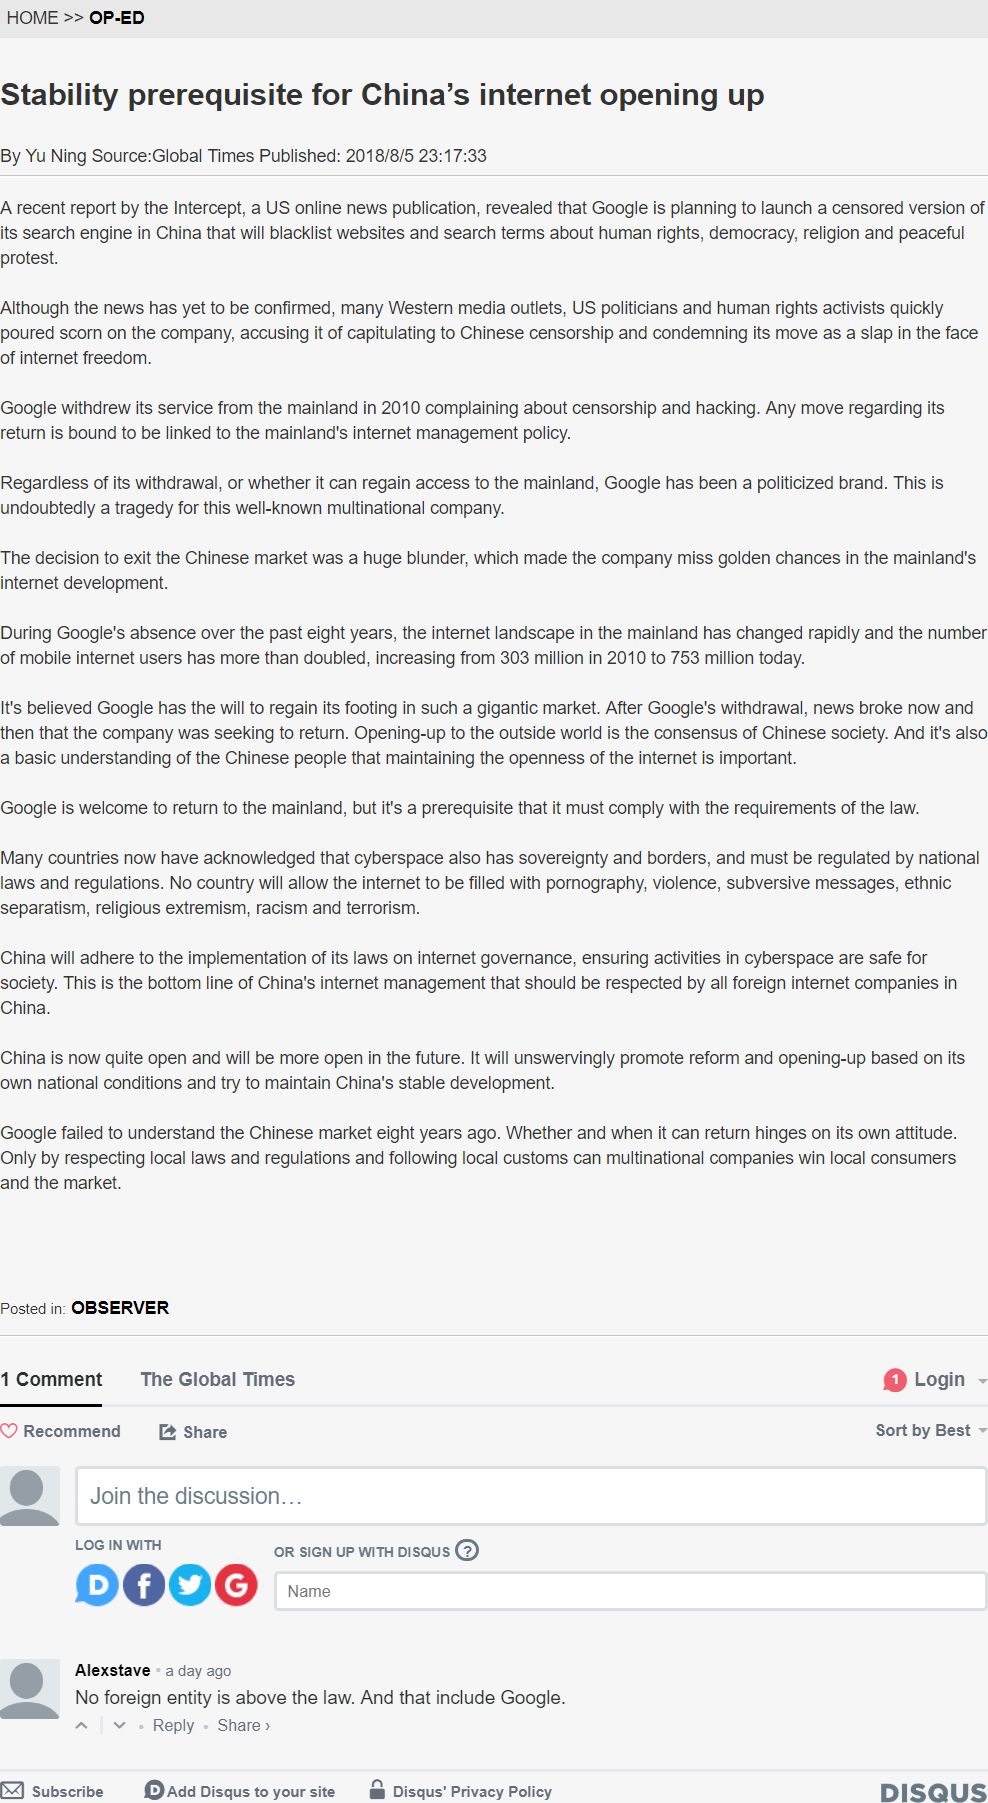 HOME >> OP-ED
Stability prerequisite for China’s internet opening up
By Yu Ning Source:Global Times Published: 2018/8/5 23:17:33
A recent report by the Intercept, a US online news publication, revealed that Google is planning to launch a censored version of
its search engine in China that will blacklist websites and search terms about human rights, democracy, religion and peaceful
protest.
Although the news has yet to be confirmed, many Western media outlets, US politicians and human rights activists quickly
poured scorn on the company, accusing it of capitulating to Chinese censorship and condemning its move as a slap in the face
of internet freedom.
Google withdrew its service from the mainland in 2010 complaining about censorship and hacking. Any move regarding its
return is bound to be linked to the mainland's internet management policy.
Regardless of its withdrawal, or whether it can regain access to the mainland, Google has been a politicized brand. This is
undoubtedly a tragedy for this well-known multinational company.
The decision to exit the Chinese market was a huge blunder, which made the company miss golden chances in the mainland's
internet development.
During Google's absence over the past eight years, the internet landscape in the mainland has changed rapidly and the number
of mobile internet users has more than doubled, increasing from 303 million in 2010 to 753 million today.
It's believed Google has the will to regain its footing in such a gigantic market. After Google's withdrawal, news broke now and
then that the company was seeking to return. Opening-up to the outside world is the consensus of Chinese society. And it's also
a basic understanding of the Chinese people that maintaining the openness of the internet is important.
Google is welcome to return to the mainland, but it's a prerequisite that it must comply with the requirements of the law.
Many countries now have acknowledged that cyberspace also has sovereignty and borders, and must be regulated by national
laws and regulations. No country will allow the internet to be filled with pornography, violence, subversive messages, ethnic
separatism, religious extremism, racism and terrorism.
China will adhere to the implementation of its laws on internet governance, ensuring activities in cyberspace are safe for
society. This is the bottom line of China's internet management that should be respected by all foreign internet companies in
China.
China is now quite open and will be more open in the future. It will unswervingly promote reform and opening-up based on its
own national conditions and try to maintain China's stable development.
Google failed to understand the Chinese market eight years ago. Whether and when it can return hinges on its own attitude.
Only by respecting local laws and regulations and following local customs can multinational companies win local consumers
and the market.
Posted in: OBSERVER
1 Comment The Global Times 1 Login
Recommend Share Sort by Best
Join the discussion…
LOG IN WITH
OR SIGN UP WITH DISQUS ?
D f G
Name
Alexstave • a day ago
No foreign entity is above the law. And that include Google.
• Reply • Share ›
Subscribe D Add Disqus to your site Disqus' Privacy Policy DISQUS